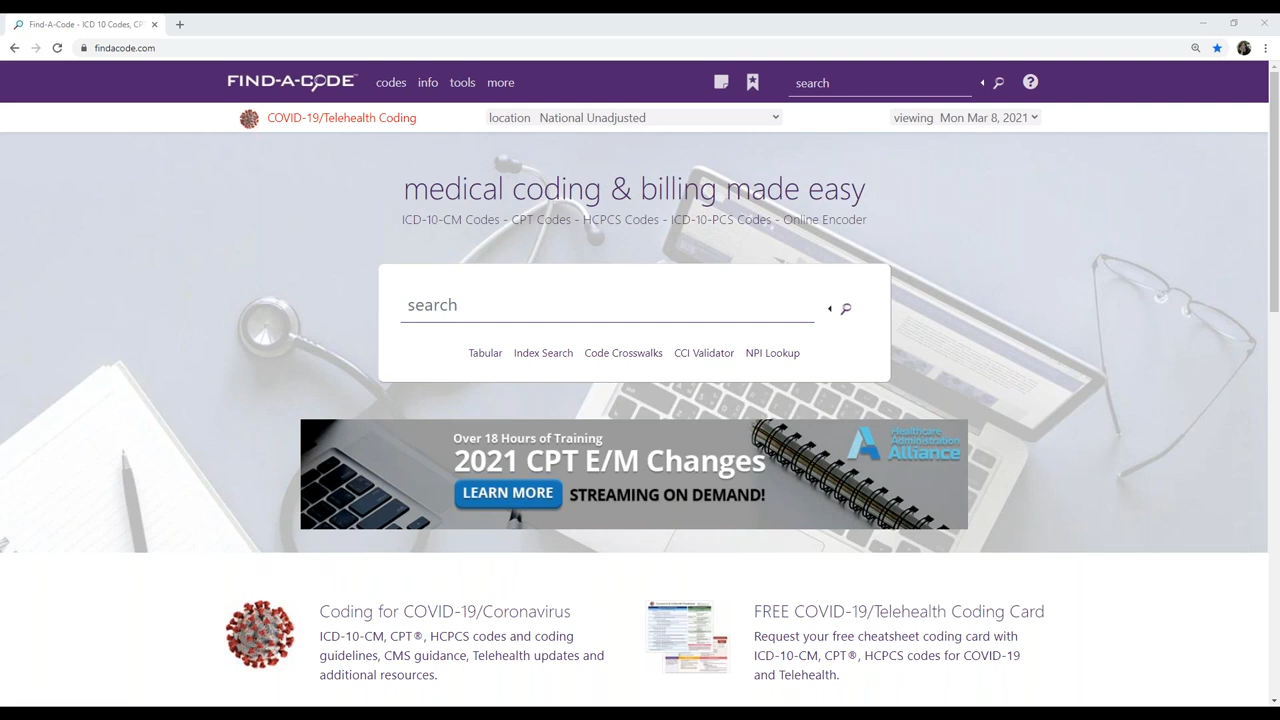 Find-A-Code - ICD 10 Codes, CP
findacode.com
FIND-A-CODE™ codes info tools more search
COVID-19/Telehealth Coding location National Unadjusted viewing Mon Mar 8, 2021
medical coding & billing made easy
ICD-10-CM Codes - CPT Codes - HCPCS Codes - ICD-10-PCS Codes - Online Encoder
search
Tabular Index Search Code Crosswalks CCI Validator NPI Lookup
Over 18 Hours of Training
2021 CPT E/M Changes
LEARN MORE STREAMING ON DEMAND!
Healthcare
Administration
Alliance
Coding for COVID-19/Coronavirus
ICD-10-CM, CPT®, HCPCS codes and coding
guidelines, CMS guidance, Telehealth updates and
additional resources.
FREE COVID-19/Telehealth Coding Card
Request your free cheatsheet coding card with
ICD-10-CM, CPT®, HCPCS codes for COVID-19
and Telehealth.